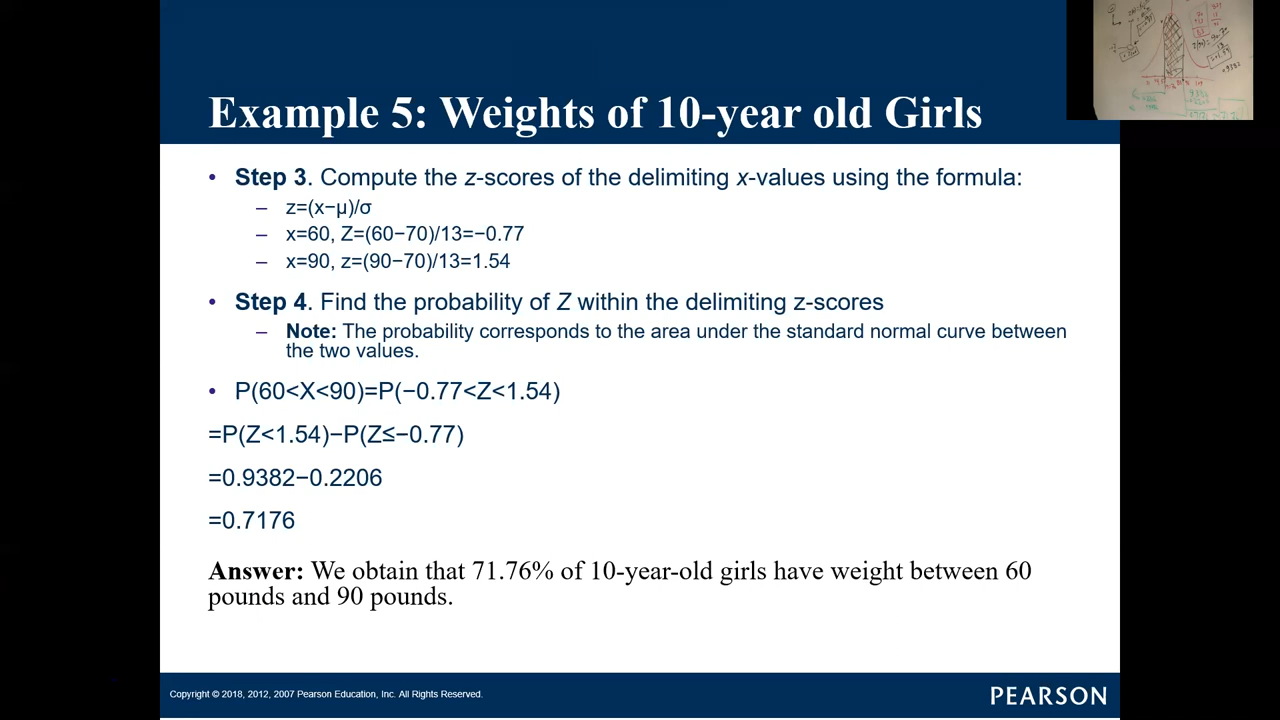 Example 5: Weights of 10-year old Girls
• Step 3. Compute the z-scores of the delimiting x-values using the formula:
– z=(x−μ)/σ
– x=60, Z=(60−70)/13=−0.77
– x=90, z=(90−70)/13=1.54
• Step 4. Find the probability of Z within the delimiting z-scores
– Note: The probability corresponds to the area under the standard normal curve between
the two values.
• P(60<X<90)=P(−0.77<Z<1.54)
=P(Z<1.54)−P(Z≤−0.77)
=0.9382−0.2206
=0.7176
Answer: We obtain that 71.76% of 10-year-old girls have weight between 60
pounds and 90 pounds.
Copyright © 2018, 2012, 2007 Pearson Education, Inc. All Rights Reserved.
PEARSON